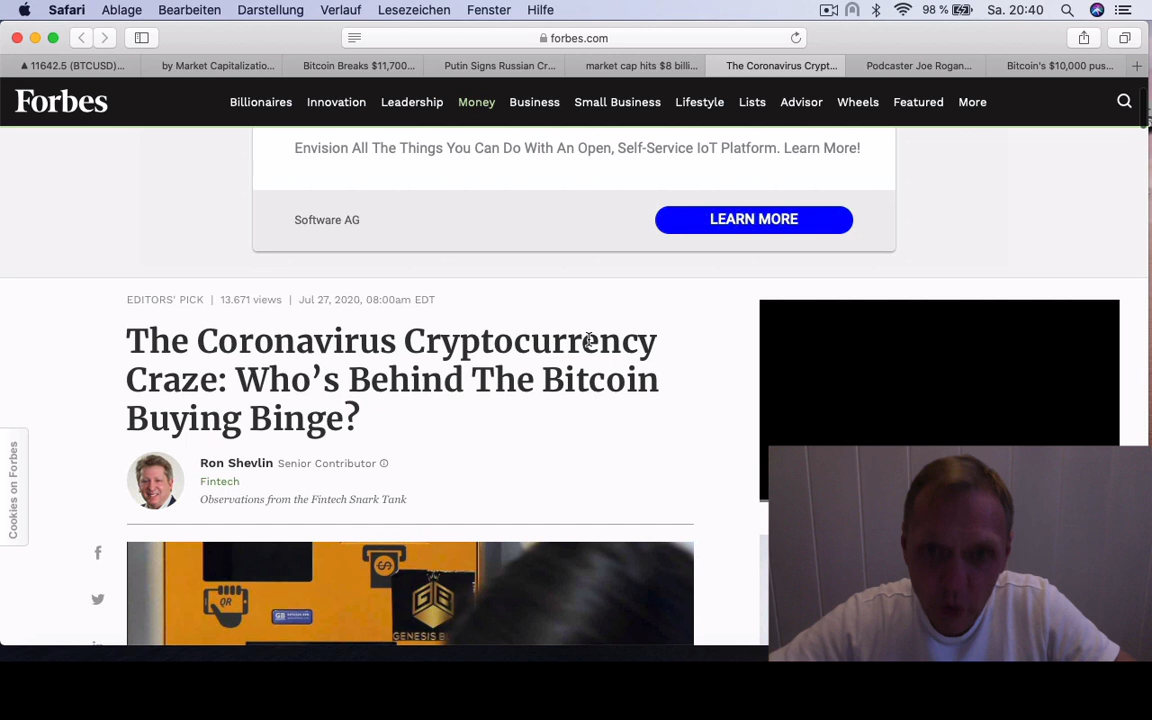 Safari Ablage Bearbeiten Darstellung Verlauf Lesezeichen Fenster Hilfe 98 % Sa. 20:40
forbes.com
▲ 11642.5 (BTCUSD)... by Market Capitalizatio... Bitcoin Breaks $11,700... Putin Signs Russian Cr... market cap hits $8 billi... The Coronavirus Crypt... Podcaster Joe Rogan... Bitcoin's $10,000 pus...
Forbes Billionaires Innovation Leadership Money Business Small Business Lifestyle Lists Advisor Wheels Featured More
Envision All The Things You Can Do With An Open, Self-Service IoT Platform. Learn More!
Software AG LEARN MORE
EDITORS' PICK | 13.671 views | Jul 27, 2020, 08:00am EDT
The Coronavirus Cryptocurrency
Craze: Who's Behind The Bitcoin
Buying Binge?
Ron Shevlin Senior Contributor
Fintech
Observations from the Fintech Snark Tank
Cookies on Forbes
QR
GB
GENESIS B